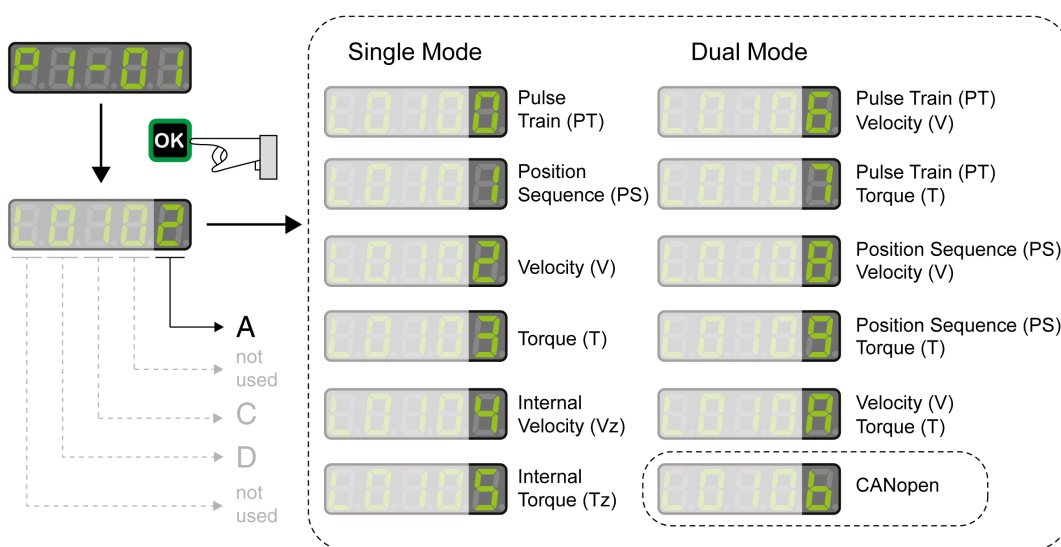 P1-01
OK
L0102
A
not
used
C
D
not
used
Single Mode
L0100
Pulse
Train (PT)
L0101
Position
Sequence (PS)
L0102
Velocity (V)
L0103
Torque (T)
L0104
Internal
Velocity (Vz)
L0105
Internal
Torque (Tz)
Dual Mode
L0106
Pulse Train (PT)
Velocity (V)
L0107
Pulse Train (PT)
Torque (T)
L0108
Position Sequence (PS)
Velocity (V)
L0109
Position Sequence (PS)
Torque (T)
L010A
Velocity (V)
Torque (T)
L010b
CANopen